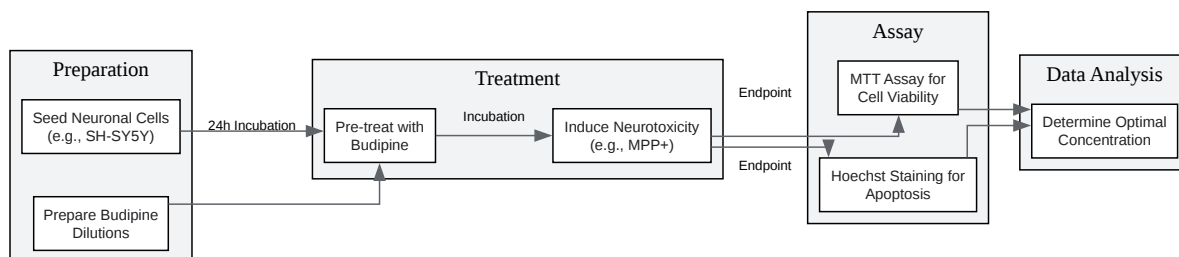 Preparation
Seed Neuronal Cells
(e.g., SH-SY5Y)
Prepare Budipine
Dilutions
24h Incubation
Treatment
Pre-treat with
Budipine
Incubation
Induce Neurotoxicity
(e.g., MPP+)
Endpoint
Endpoint
Assay
MTT Assay for
Cell Viability
Hoechst Staining for
Apoptosis
Data Analysis
Determine Optimal
Concentration